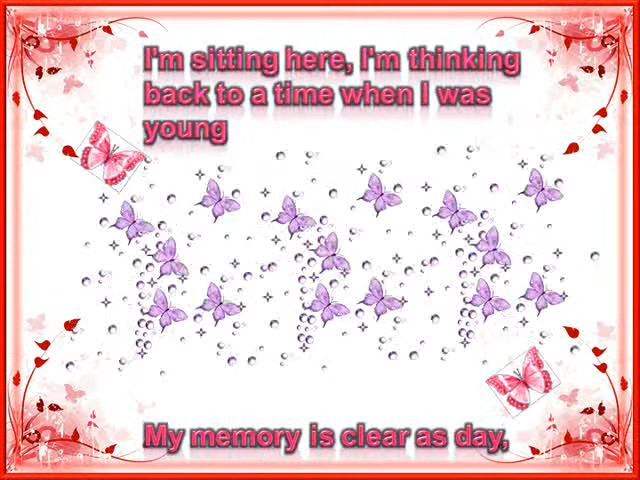 I'm sitting here, I'm thinking
back to a time when I was
young
My memory is clear as day,